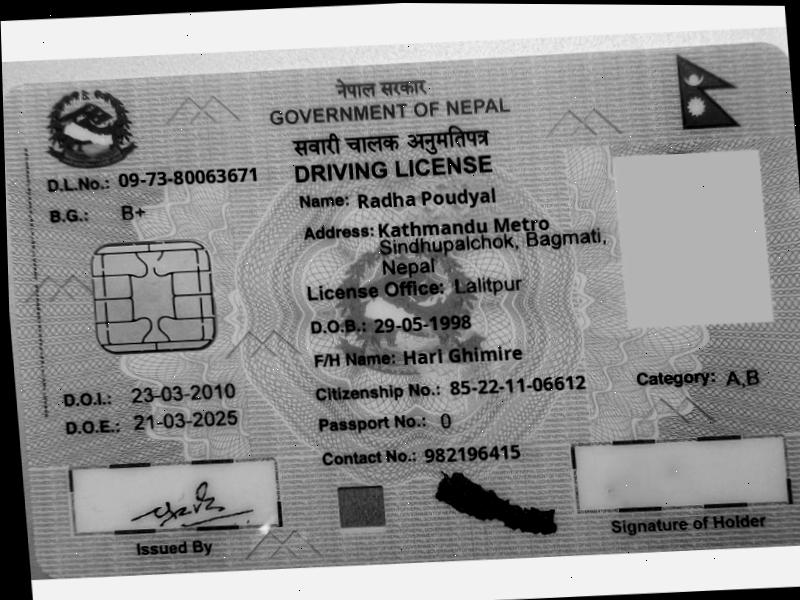 नेपाल सरकार
GOVERNMENT OF NEPAL
सवारी चालक अनुमतिपत्र
DRIVING LICENSE
D.L.No.: 09-73-80063671
B.G.: B+
Name: Radha Poudyal
Address: Kathmandu Metro
Sindhupalchok, Bagmati,
Nepal
License Office: Lalitpur
D.O.B.: 29-05-1998
F/H Name: Hari Ghimire
Citizenship No.: 85-22-11-06612
Category: A,B
D.O.I.: 23-03-2010
D.O.E.: 21-03-2025
Passport No.: 0
Contact No.: 982196415
Issued By
Signature of Holder